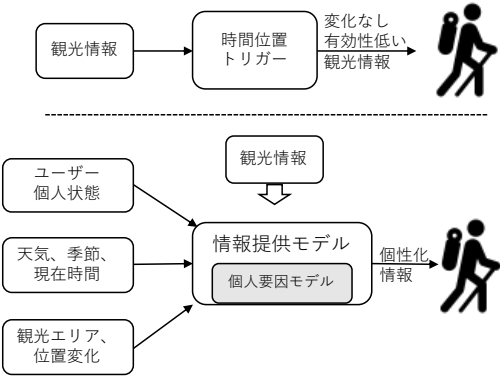 観光情報
時間位置
トリガー
変化なし
有効性低い
観光情報
観光情報
ユーザー
個人状態
天気、季節、
現在時間
観光エリア、
位置変化
情報提供モデル
個人要因モデル
個性化
情報